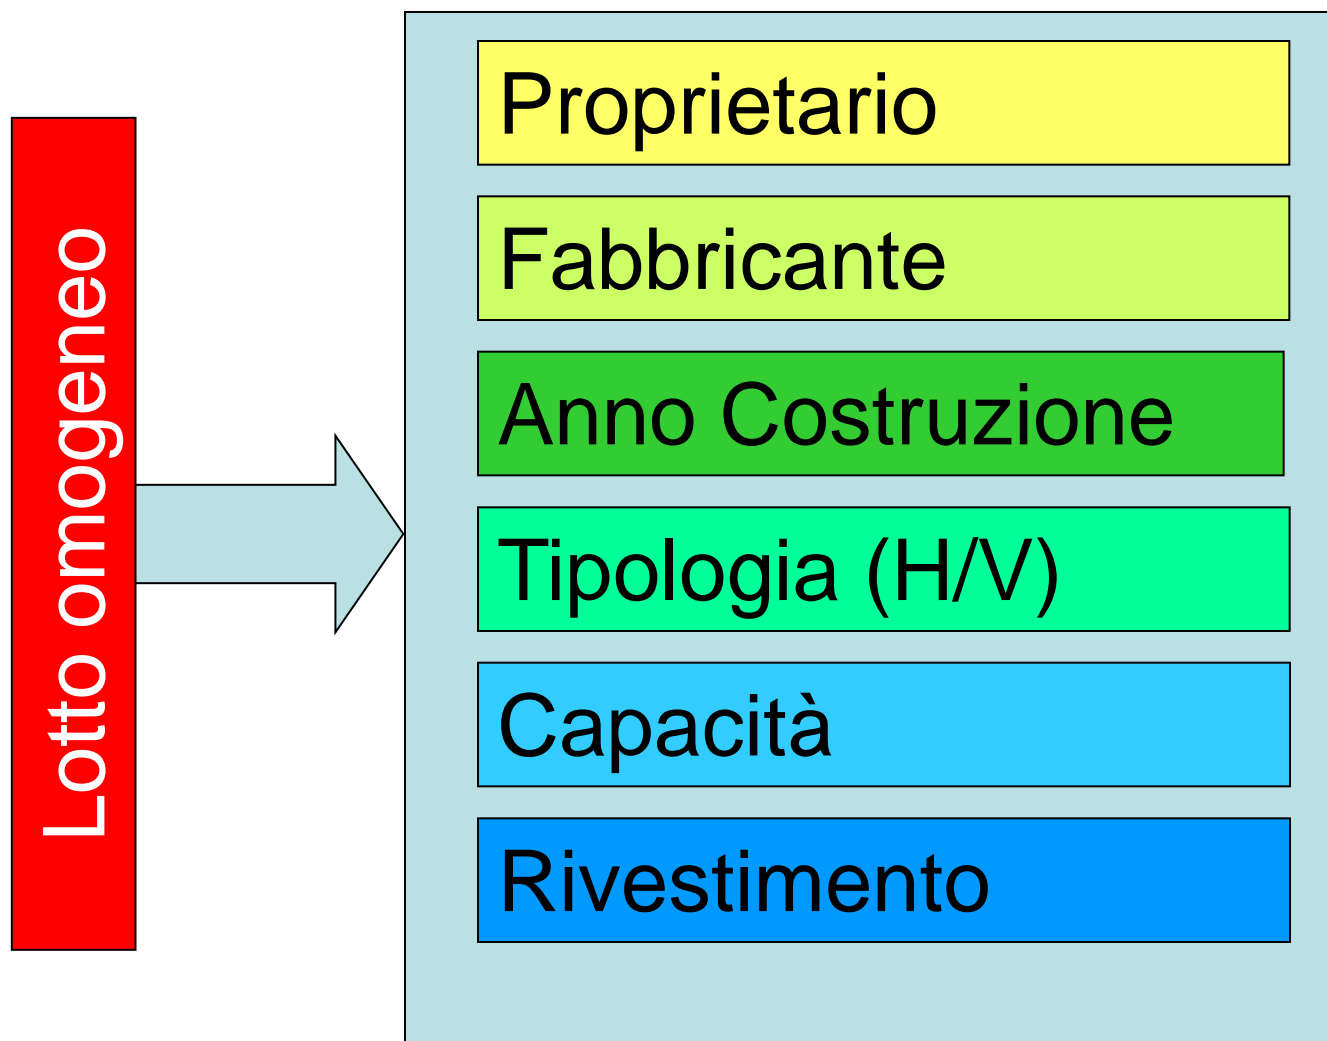 Lotto omogeneo
Proprietario
Fabbricante
Anno Costruzione
Tipologia (H/V)
Capacità
Rivestimento